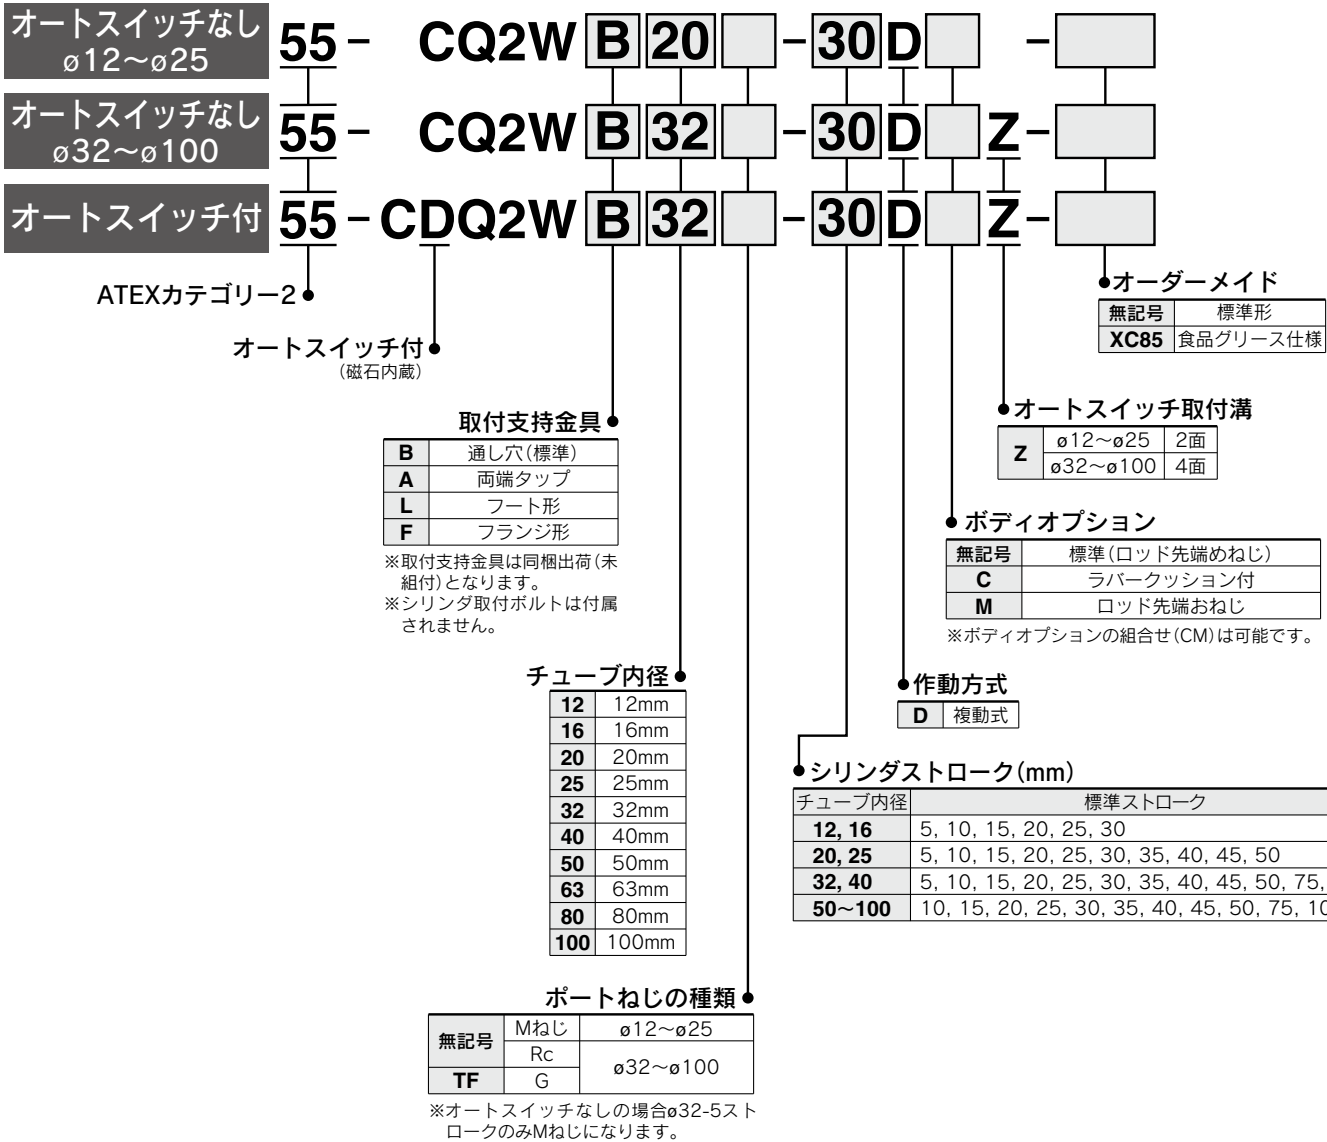 オートスイッチなし
ø12～ø25
55 - CQ2W B 20 - 30 D -
オートスイッチなし
ø32～ø100
55 - CQ2W B 32 - 30 D Z -
オートスイッチ付
55 - CDQ2W B 32 - 30 D Z -
ATEXカテゴリー2
オートスイッチ付
(磁石内蔵)
オーダーメイド
無記号 標準形
XC85 食品グリース仕様
オートスイッチ取付溝
Z ø12～ø25 2面
ø32～ø100 4面
取付支持金具
B 通し穴(標準)
A 両端タップ
L フート形
F フランジ形
※取付支持金具は同梱出荷(未
組付)となります。
※シリンダ取付ボルトは付属
されません。
ボディオプション
無記号 標準(ロッド先端めねじ)
C ラバークッション付
M ロッド先端おねじ
※ボディオプションの組合せ(CM)は可能です。
チューブ内径
12 12mm
16 16mm
20 20mm
25 25mm
32 32mm
40 40mm
50 50mm
63 63mm
80 80mm
100 100mm
作動方式
D 複動式
シリンダストローク(mm)
チューブ内径 標準ストローク
12, 16 5, 10, 15, 20, 25, 30
20, 25 5, 10, 15, 20, 25, 30, 35, 40, 45, 50
32, 40 5, 10, 15, 20, 25, 30, 35, 40, 45, 50, 75,
50～100 10, 15, 20, 25, 30, 35, 40, 45, 50, 75,
ポートねじの種類
無記号 Mねじ ø12～ø25
Rc ø32～ø100
TF G
※オートスイッチなしの場合ø32-5スト
ロークのみMねじになります。